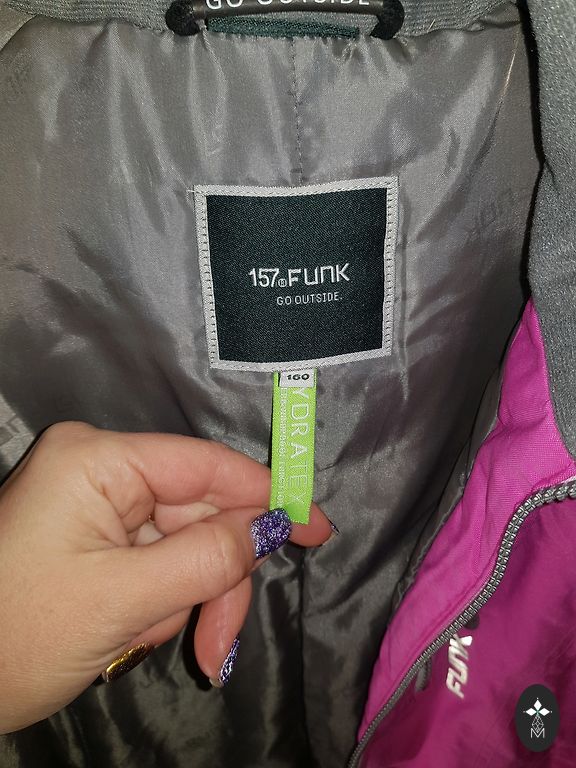 GO OUTSIDE
157 FUNK
GO OUTSIDE.
160
YDRATEX
FUNK
M